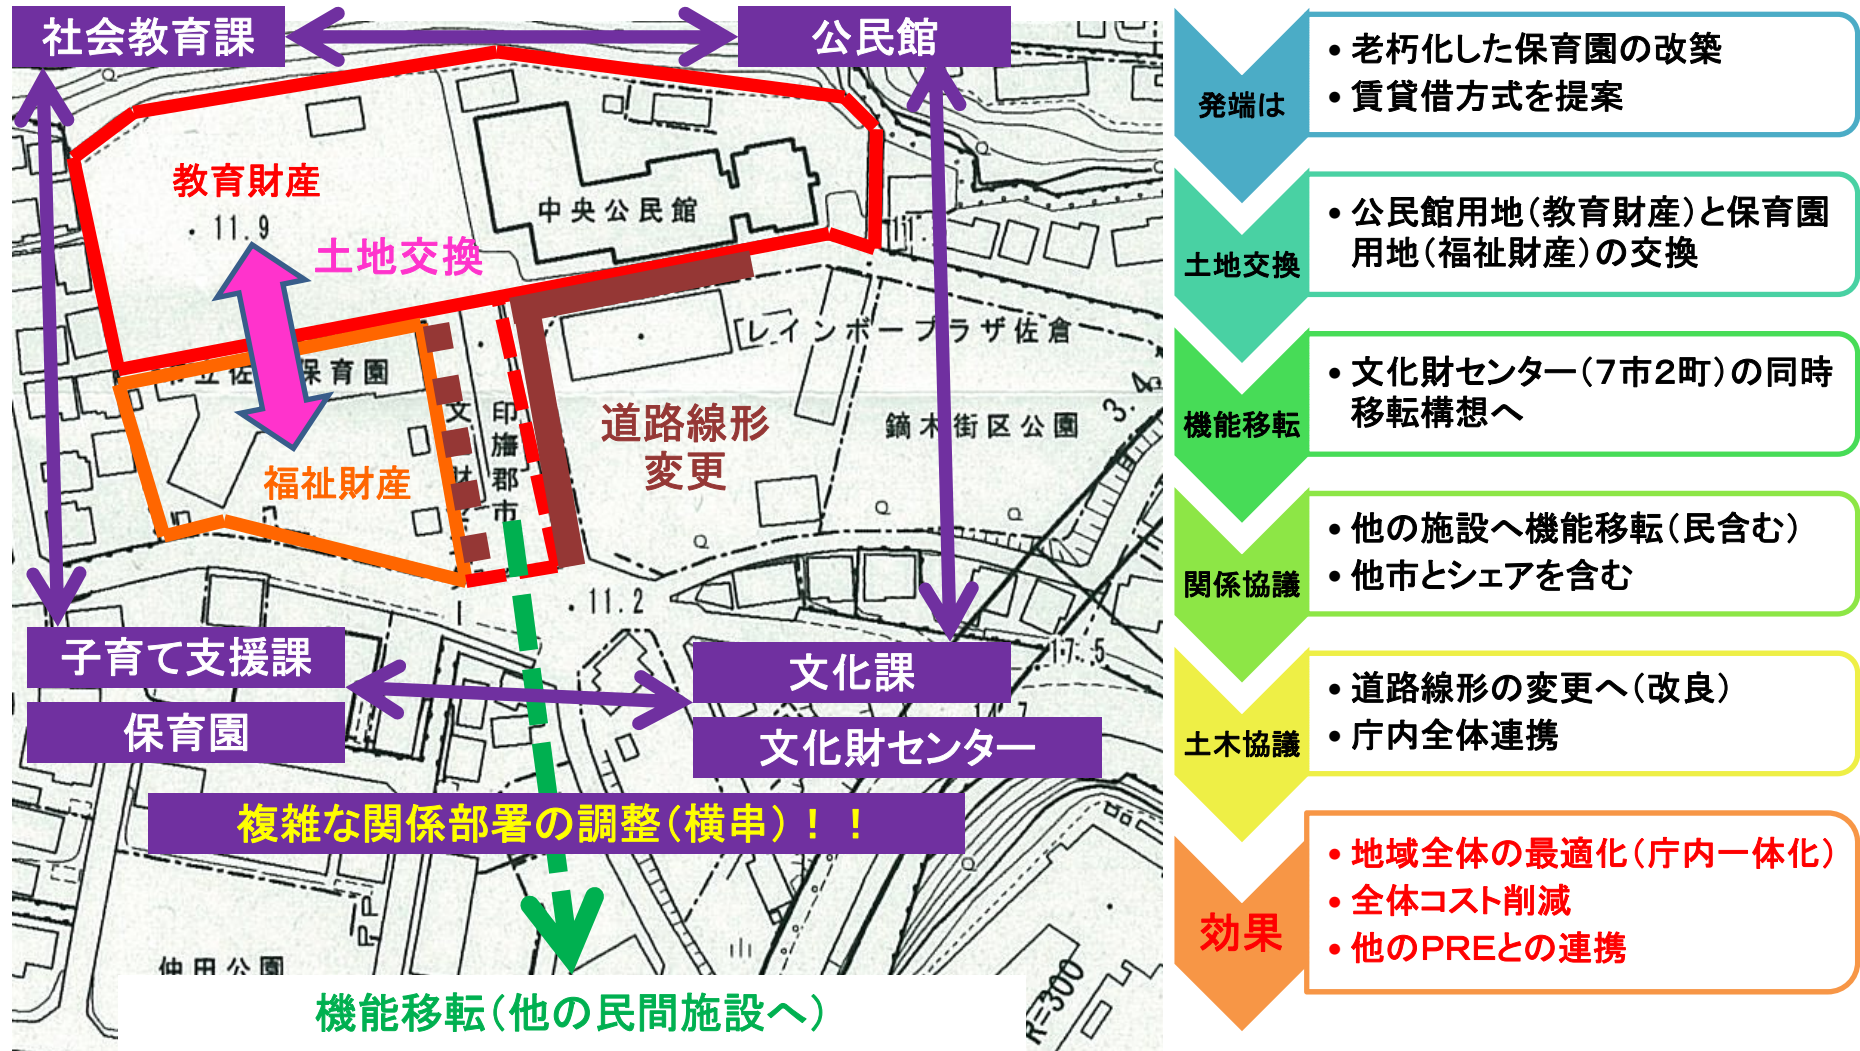 社会教育課
公民館
教育財産
・11.9
土地交換
中央公民館
レインボープラザ佐倉
保育園
福祉財産
印旛郡市
文
道路線形
変更
鏑木街区公園
3.4
・11.2
17.5
子育て支援課
保育園
文化課
文化財センター
複雑な関係部署の調整(横串)！！
仲田公園
R=300
機能移転(他の民間施設へ)
発端は
• 老朽化した保育園の改築
• 賃貸借方式を提案
土地交換
• 公民館用地(教育財産)と保育園
用地(福祉財産)の交換
機能移転
• 文化財センター(７市２町)の同時
移転構想へ
関係協議
• 他の施設へ機能移転(民含む)
• 他市とシェアを含む
土木協議
• 道路線形の変更へ(改良)
• 庁内全体連携
効果
• 地域全体の最適化(庁内一体化)
• 全体コスト削減
• 他のＰＲＥとの連携